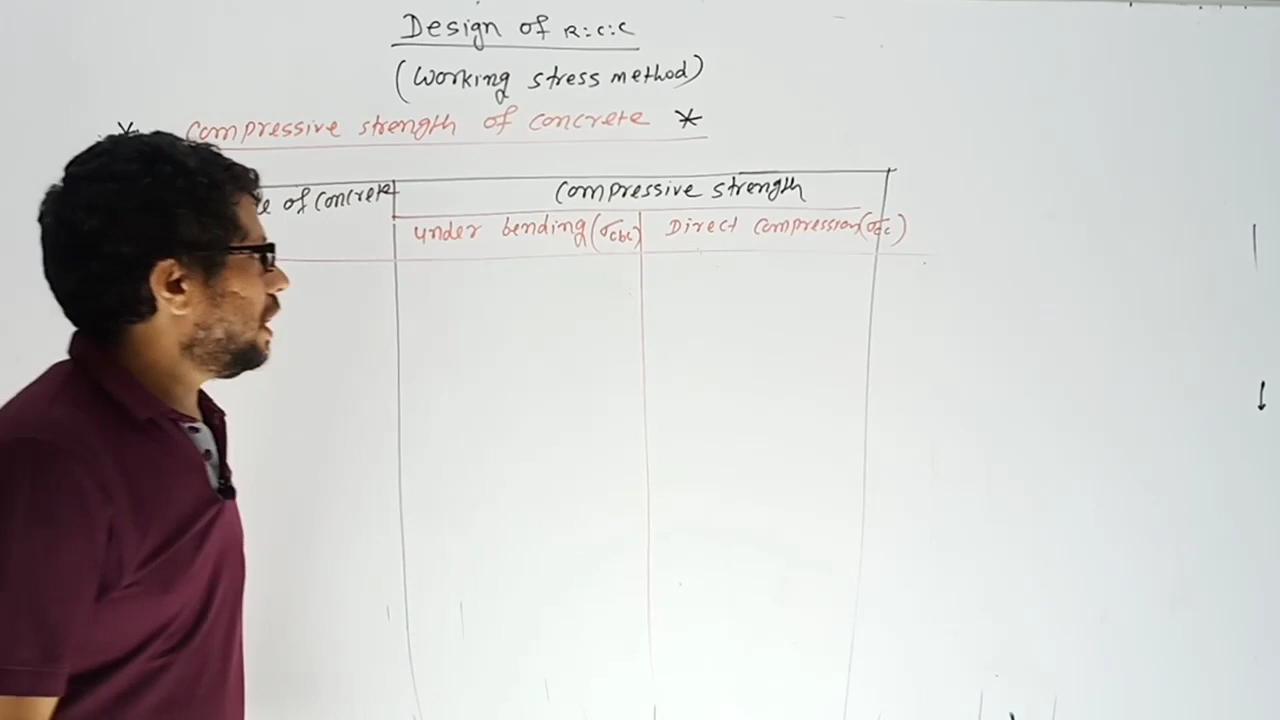 Design of R:C:C
(Working stress method)
* Compressive strength of concrete *
of concrete Compressive strength
under bending (σcbc) Direct compression (σcc)